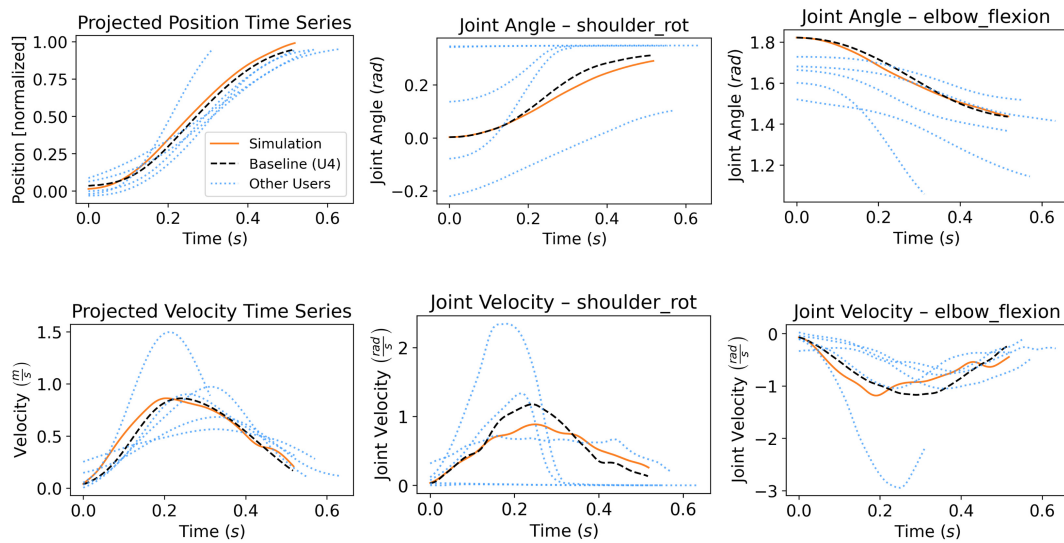 Projected Position Time Series
Position [normalized]
1.00
0.75
0.50
0.25
0.00
Simulation
Baseline (U4)
Other Users
0.0 0.2 0.4 0.6
Time (s)
Joint Angle – shoulder_rot
Joint Angle (rad)
0.2
0.0
−0.2
0.0 0.2 0.4 0.6
Time (s)
Joint Angle – elbow_flexion
Joint Angle (rad)
1.8
1.6
1.4
1.2
0.0 0.2 0.4 0.6
Time (s)
Projected Velocity Time Series
Velocity (m/s)
1.5
1.0
0.5
0.0
0.0 0.2 0.4 0.6
Time (s)
Joint Velocity – shoulder_rot
Joint Velocity (rad/s)
2
1
0
0.0 0.2 0.4 0.6
Time (s)
Joint Velocity – elbow_flexion
Joint Velocity (rad/s)
0
−1
−2
−3
0.0 0.2 0.4 0.6
Time (s)